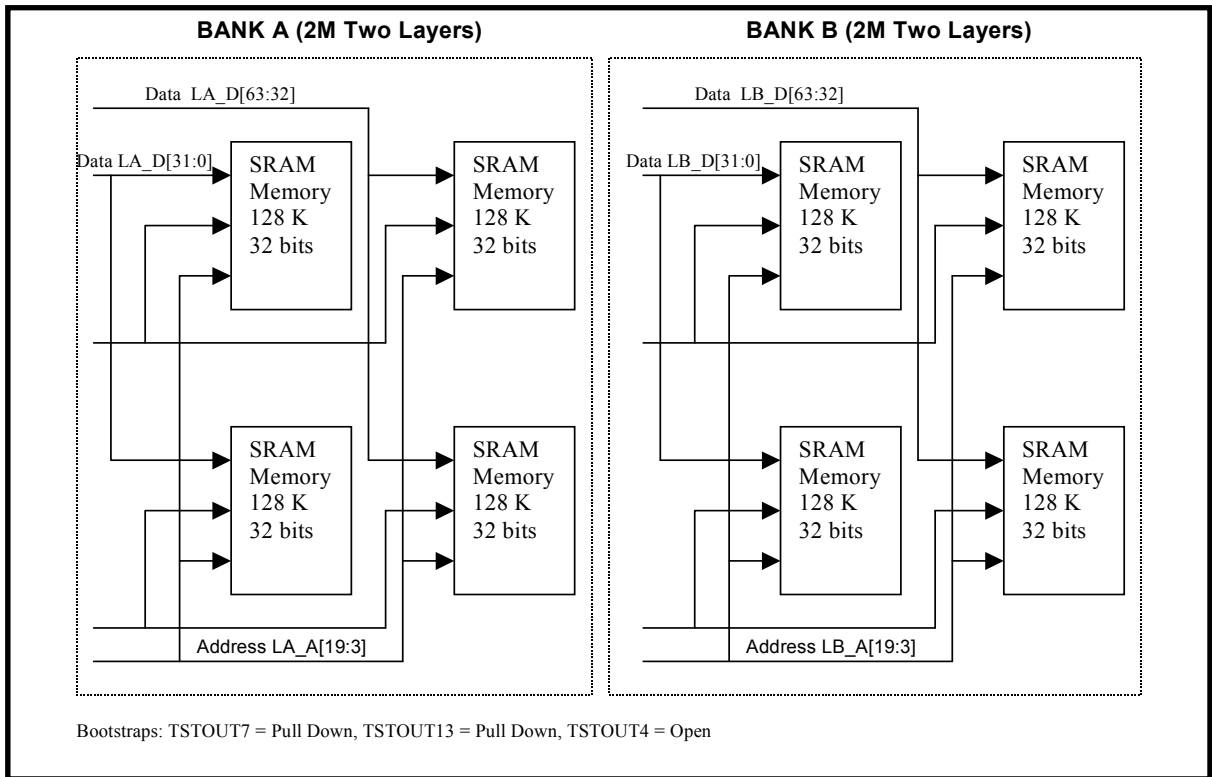 BANK A (2M Two Layers)
BANK B (2M Two Layers)
Data LA_D[63:32]
Data LB_D[63:32]
Data LA_D[31:0]
SRAM
Memory
128 K
32 bits
SRAM
Memory
128 K
32 bits
Data LB_D[31:0]
SRAM
Memory
128 K
32 bits
SRAM
Memory
128 K
32 bits
SRAM
Memory
128 K
32 bits
SRAM
Memory
128 K
32 bits
SRAM
Memory
128 K
32 bits
SRAM
Memory
128 K
32 bits
Address LA_A[19:3]
Address LB_A[19:3]
Bootstraps: TSTOUT7 = Pull Down, TSTOUT13 = Pull Down, TSTOUT4 = Open